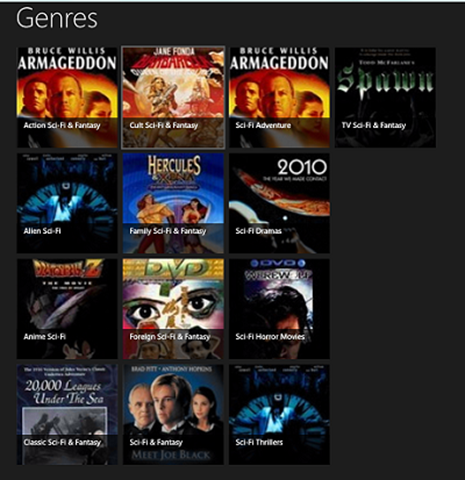 Genres
BRUCE WILLIS
ARMAGEDDON
Action Sci-Fi & Fantasy
JANE FONDA
BARBARELLA
Cult Sci-Fi & Fantasy
BRUCE WILLIS
ARMAGEDDON
Sci-Fi Adventure
TODD McFARLANE'S
Spawn
TV Sci-Fi & Fantasy
Alien Sci-Fi
HERCULES
Family Sci-Fi & Fantasy
2010
THE YEAR WE MADE CONTACT
Sci-Fi Dramas
DRAGON BALL Z
THE MOVIE
Anime Sci-Fi
DVD
Foreign Sci-Fi & Fantasy
DVD
WEREWOLF
Sci-Fi Horror Movies
20,000 LEAGUES
UNDER THE SEA
Classic Sci-Fi & Fantasy
BRAD PITT · ANTHONY HOPKINS
Sci-Fi & Fantasy
MEET JOE BLACK
Sci-Fi Thrillers